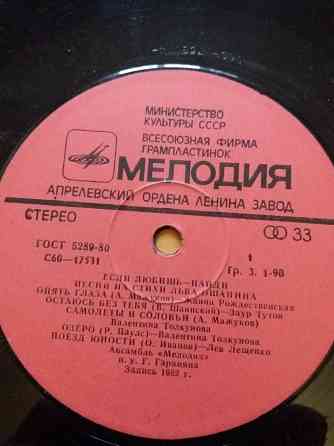 МИНИСТЕРСТВО
КУЛЬТУРЫ СССР
ВСЕСОЮЗНАЯ ФИРМА
ГРАМПЛАСТИНОК
МЕЛОДИЯ
АПРЕЛЕВСКИЙ ОРДЕНА ЛЕНИНА ЗАВОД
СТЕРЕО
33
ГОСТ 5289-80
1
С60—17531
Гр. 3. 1-90
ЕСЛИ ЛЮБИШЬ—НАЙДИ
ПЕСНИ НА СТИХИ ЛЬВА ОШАНИНА
ОПЯТЬ ГЛАЗА (А. Мажуков)—Жанна Рождественская
ОСТАЮСЬ БЕЗ ТЕБЯ (В. Шаинский)—Заур Тутов
САМОЛЕТЫ И СОЛОВЬИ (А. Мажуков)
Валентина Толкунова
ОЗЕРО (Р. Паулс)—Валентина Толкунова
ПОЕЗД ЮНОСТИ (О. Иванов)—Лев Лещенко
Ансамбль «Мелодия»
п/у Г. Гараняна
Запись 1982 г.